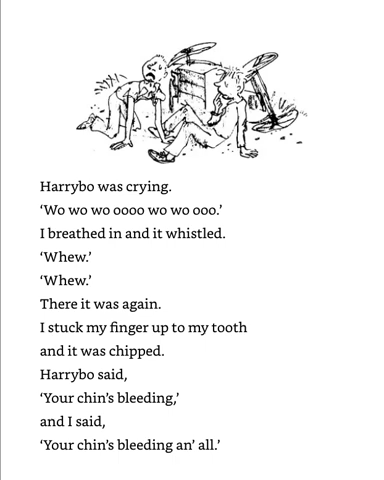 Harrybo was crying.
‘Wo wo wo oooo wo wo ooo.’
I breathed in and it whistled.
‘Whew.’
‘Whew.’
There it was again.
I stuck my finger up to my tooth
and it was chipped.
Harrybo said,
‘Your chin’s bleeding,’
and I said,
‘Your chin’s bleeding an’ all.’